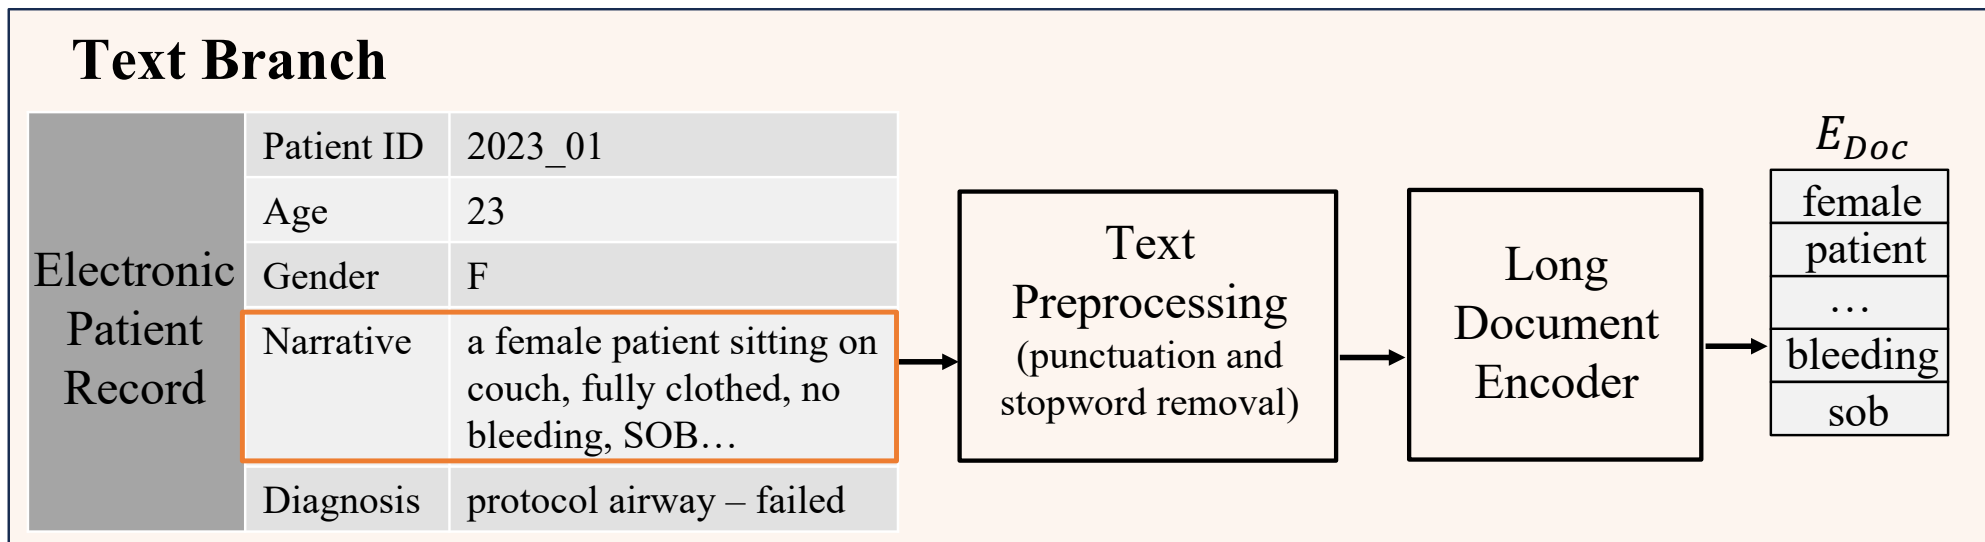 Text Branch
Electronic
Patient
Record
Patient ID 2023_01
Age 23
Gender F
Narrative a female patient sitting on
couch, fully clothed, no
bleeding, SOB…
Diagnosis protocol airway – failed
Text
Preprocessing
(punctuation and
stopword removal)
Long
Document
Encoder
E_Doc
female
patient
…
bleeding
sob